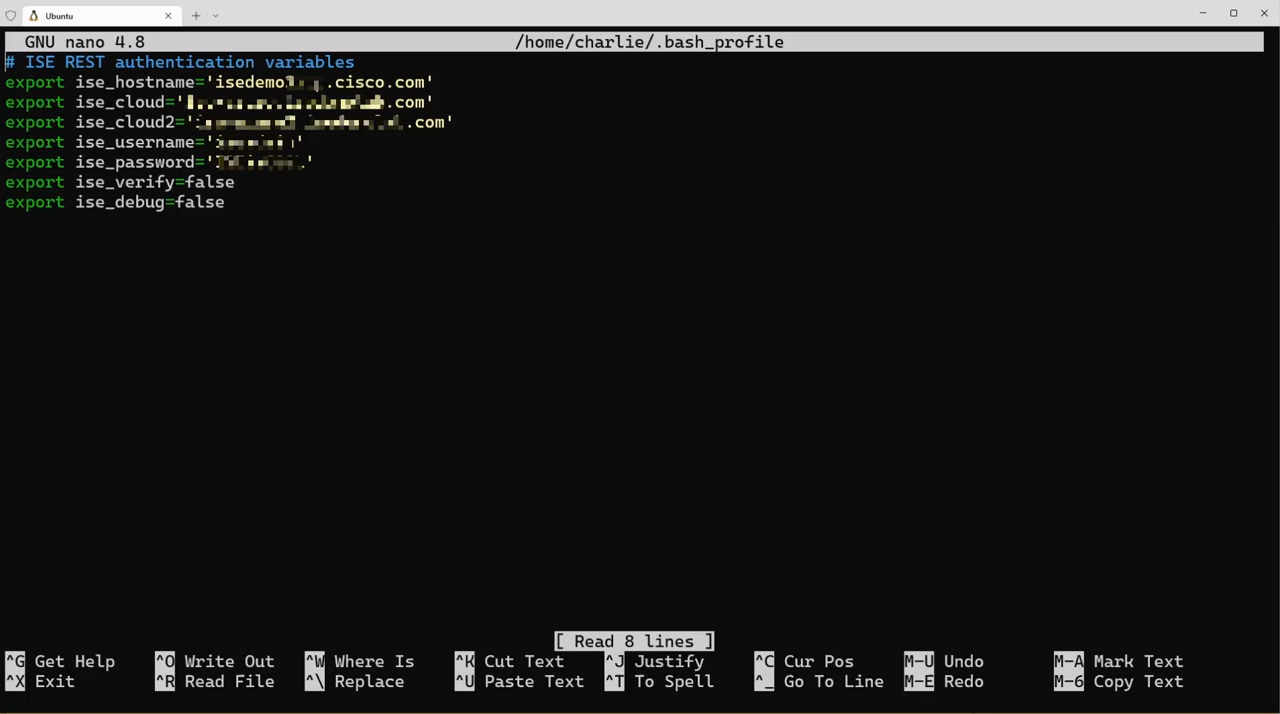 Ubuntu
GNU nano 4.8 /home/charlie/.bash_profile
# ISE REST authentication variables
export ise_hostname='isedemo .cisco.com'
export ise_cloud=' .com'
export ise_cloud2=' .com'
export ise_username=' '
export ise_password=' '
export ise_verify=false
export ise_debug=false
[ Read 8 lines ]
^G Get Help ^O Write Out ^W Where Is ^K Cut Text ^J Justify ^C Cur Pos M-U Undo M-A Mark Text
^X Exit ^R Read File ^\ Replace ^U Paste Text ^T To Spell ^_ Go To Line M-E Redo M-6 Copy Text